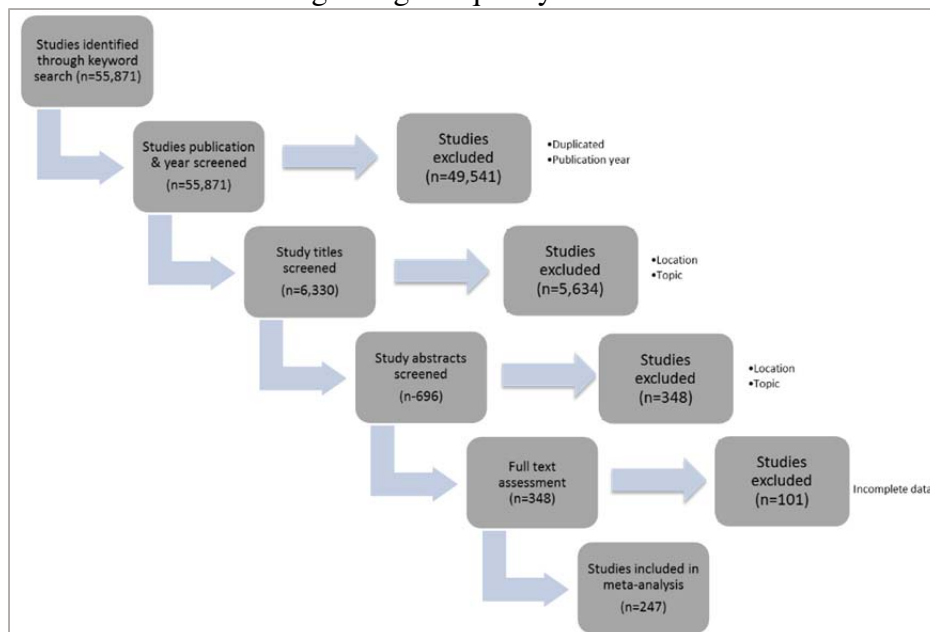 Studies identified
through keyword
search (n=55,871)
Studies publication
& year screened
(n=55,871)
Studies
excluded
(n=49,541)
•Duplicated
•Publication year
Study titles
screened
(n=6,330)
Studies
excluded
(n=5,634)
•Location
•Topic
Study abstracts
screened
(n-696)
Studies
excluded
(n=348)
•Location
•Topic
Full text
assessment
(n=348)
Studies
excluded
(n=101)
Incomplete data
Studies included in
meta-analysis
(n=247)